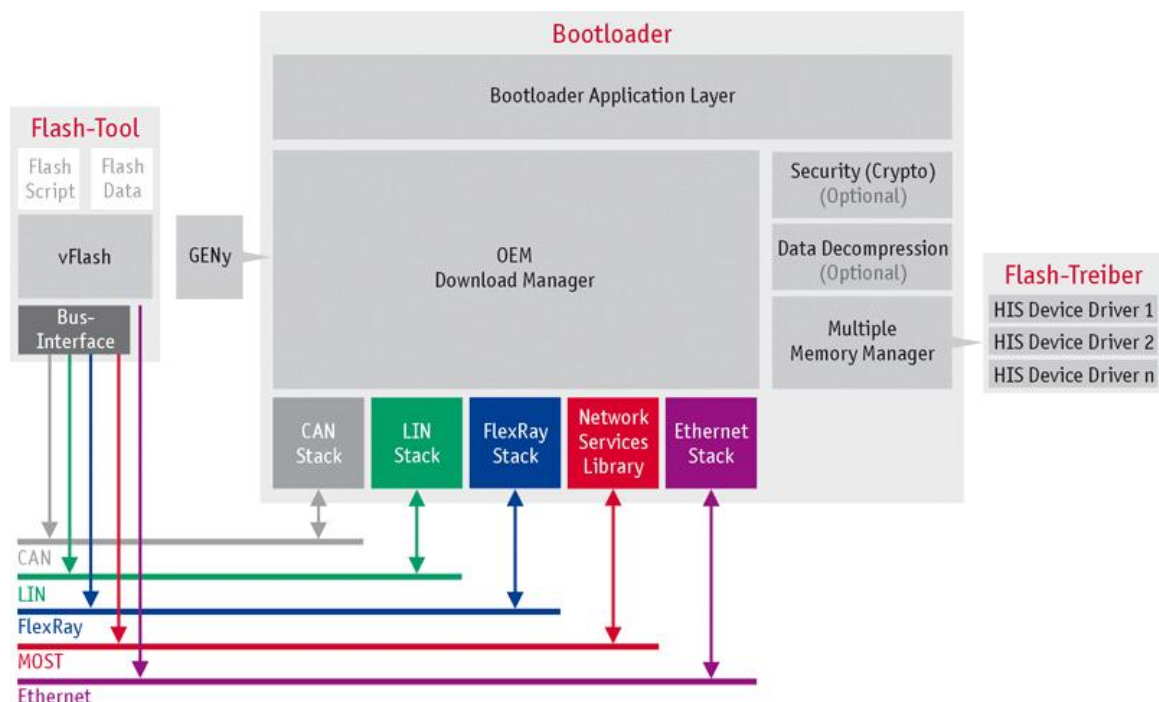 Bootloader
Bootloader Application Layer
Flash-Tool
Flash
Script
Flash
Data
vFlash
Bus-
Interface
GENy
OEM
Download Manager
Security (Crypto)
(Optional)
Data Decompression
(Optional)
Multiple
Memory Manager
Flash-Treiber
HIS Device Driver 1
HIS Device Driver 2
HIS Device Driver n
CAN
Stack
LIN
Stack
FlexRay
Stack
Network
Services
Library
Ethernet
Stack
CAN
LIN
FlexRay
MOST
Ethernet